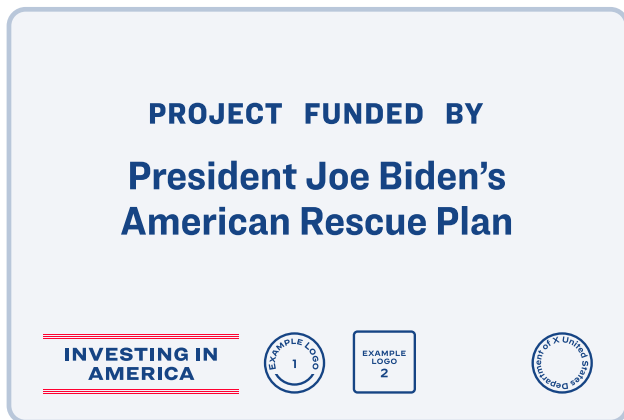 PROJECT FUNDED BY
President Joe Biden’s
American Rescue Plan
INVESTING IN
AMERICA
EXAMPLE LOGO
1
EXAMPLE
LOGO
2
Department of X United States